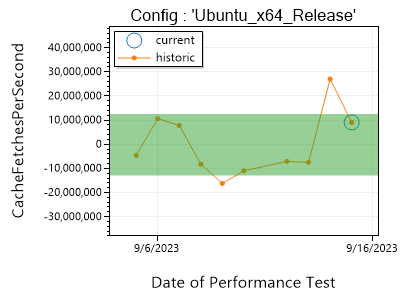 Config : 'Ubuntu_x64_Release'
current
historic
40,000,000
30,000,000
20,000,000
10,000,000
0
-10,000,000
-20,000,000
-30,000,000
CacheFetchesPerSecond
9/6/2023
9/16/2023
Date of Performance Test